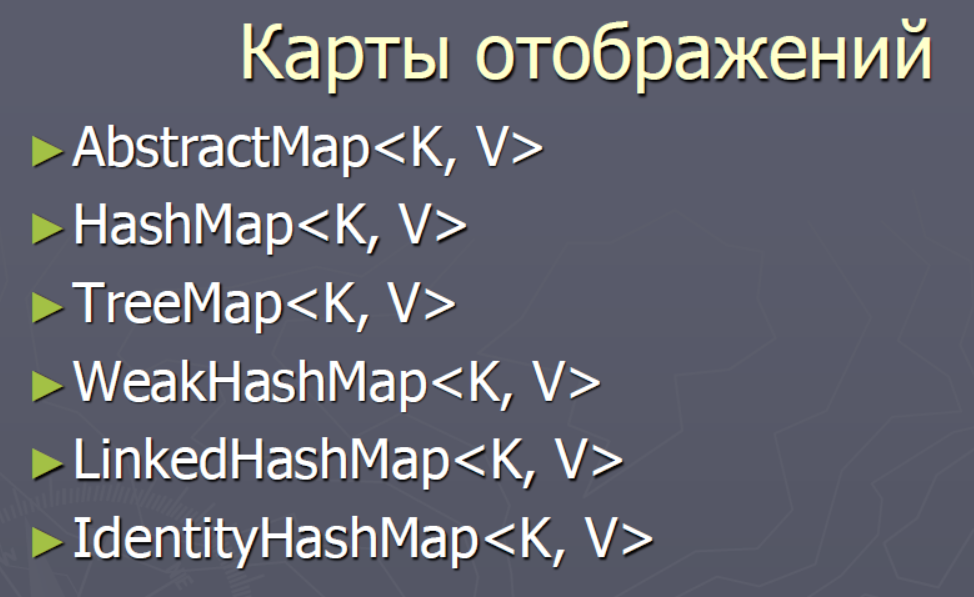 Карты отображений
►AbstractMap<K, V>
►HashMap<K, V>
►TreeMap<K, V>
►WeakHashMap<K, V>
►LinkedHashMap<K, V>
►IdentityHashMap<K, V>